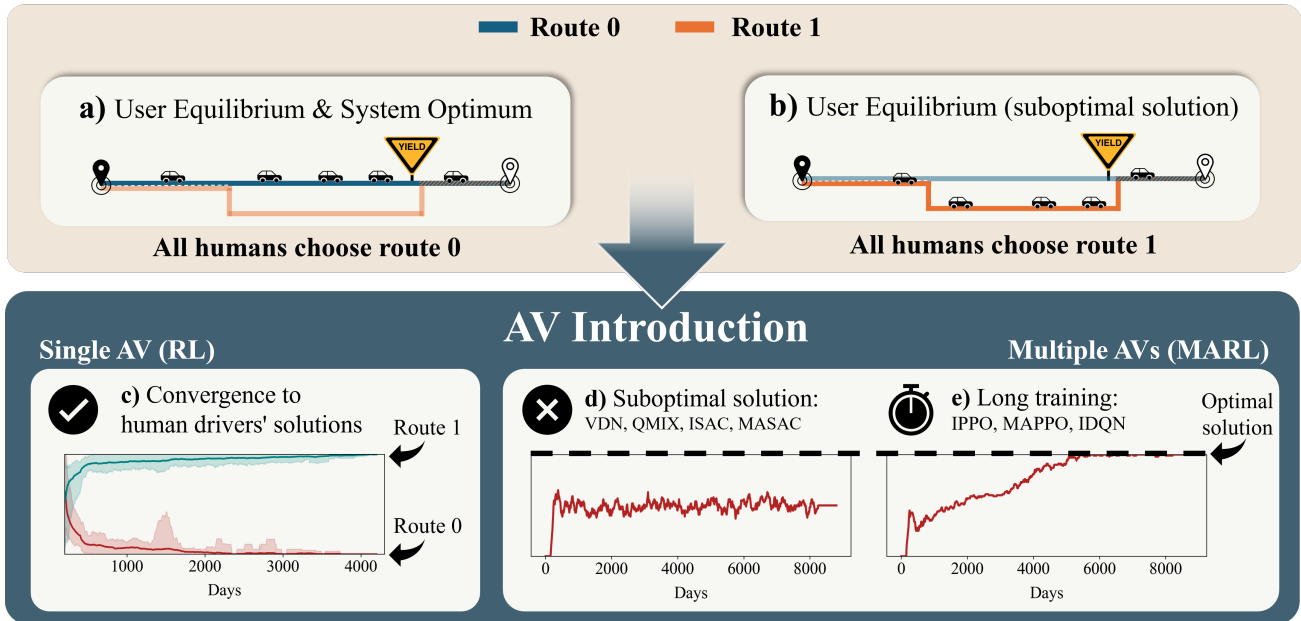 Route 0
Route 1
a) User Equilibrium & System Optimum
YIELD
All humans choose route 0
b) User Equilibrium (suboptimal solution)
YIELD
All humans choose route 1
AV Introduction
Single AV (RL)
Multiple AVs (MARL)
c) Convergence to
human drivers' solutions
Route 1
Route 0
1000 2000 3000 4000
Days
d) Suboptimal solution:
VDN, QMIX, ISAC, MASAC
0 2000 4000 6000 8000
Days
e) Long training:
IPPO, MAPPO, IDQN
Optimal
solution
0 2000 4000 6000 8000
Days